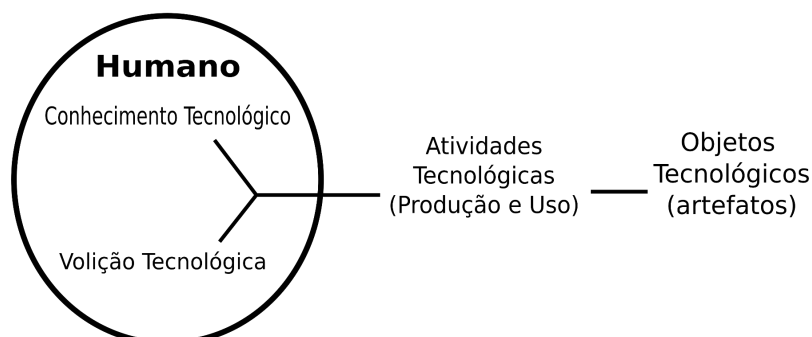 Humano
Conhecimento Tecnológico
Volição Tecnológica
Atividades
Tecnológicas
(Produção e Uso)
Objetos
Tecnológicos
(artefatos)